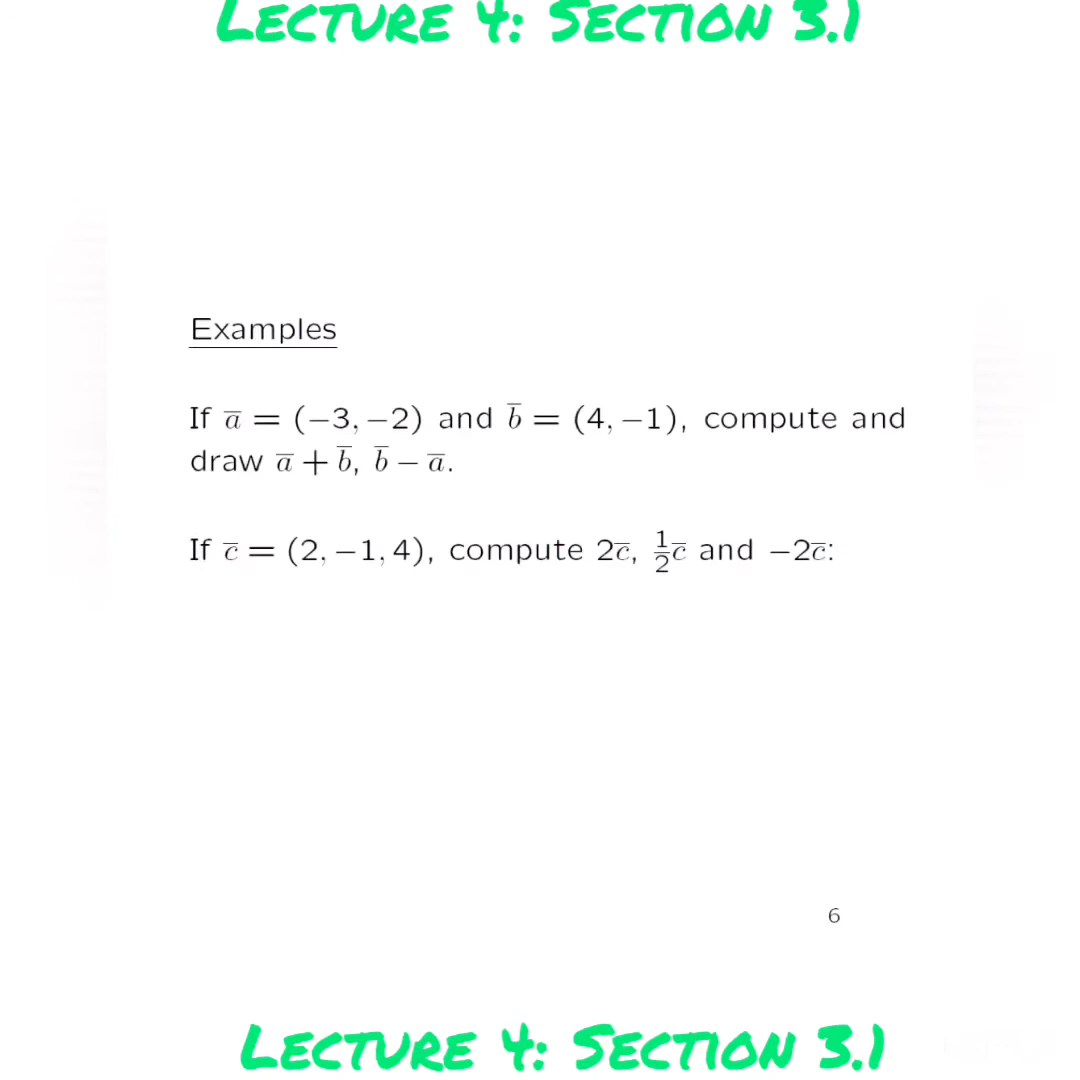 LECTURE 4: SECTION 3.1
Examples
If a̅ = (−3, −2) and b̅ = (4, −1), compute and
draw a̅ + b̅, b̅ − a̅.
If c̅ = (2, −1, 4), compute 2c̅, ½c̅ and −2c̅:
6
LECTURE 4: SECTION 3.1